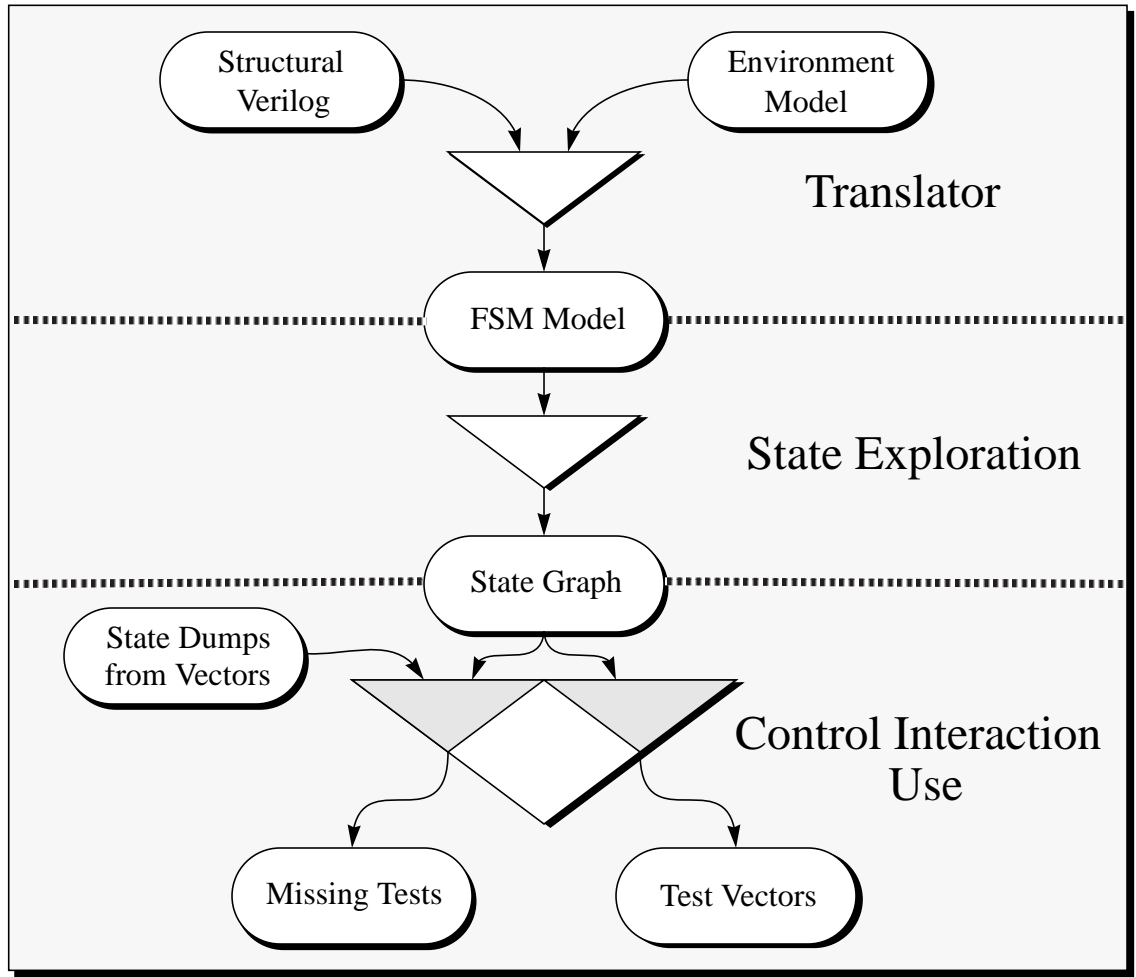 Structural
Verilog
Environment
Model
Translator
FSM Model
State Exploration
State Graph
State Dumps
from Vectors
Control Interaction
Use
Missing Tests
Test Vectors